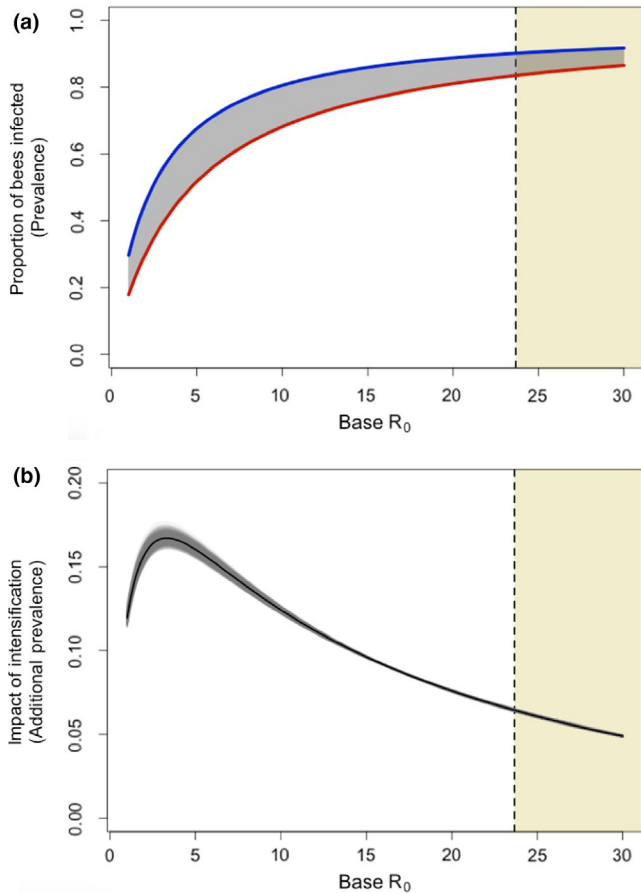 (a)
Proportion of bees infected
(Prevalence)
1.0
0.8
0.6
0.4
0.2
0.0
0 5 10 15 20 25 30
Base R0
(b)
Impact of intensification
(Additional prevalence)
0.20
0.15
0.10
0.05
0.00
0 5 10 15 20 25 30
Base R0